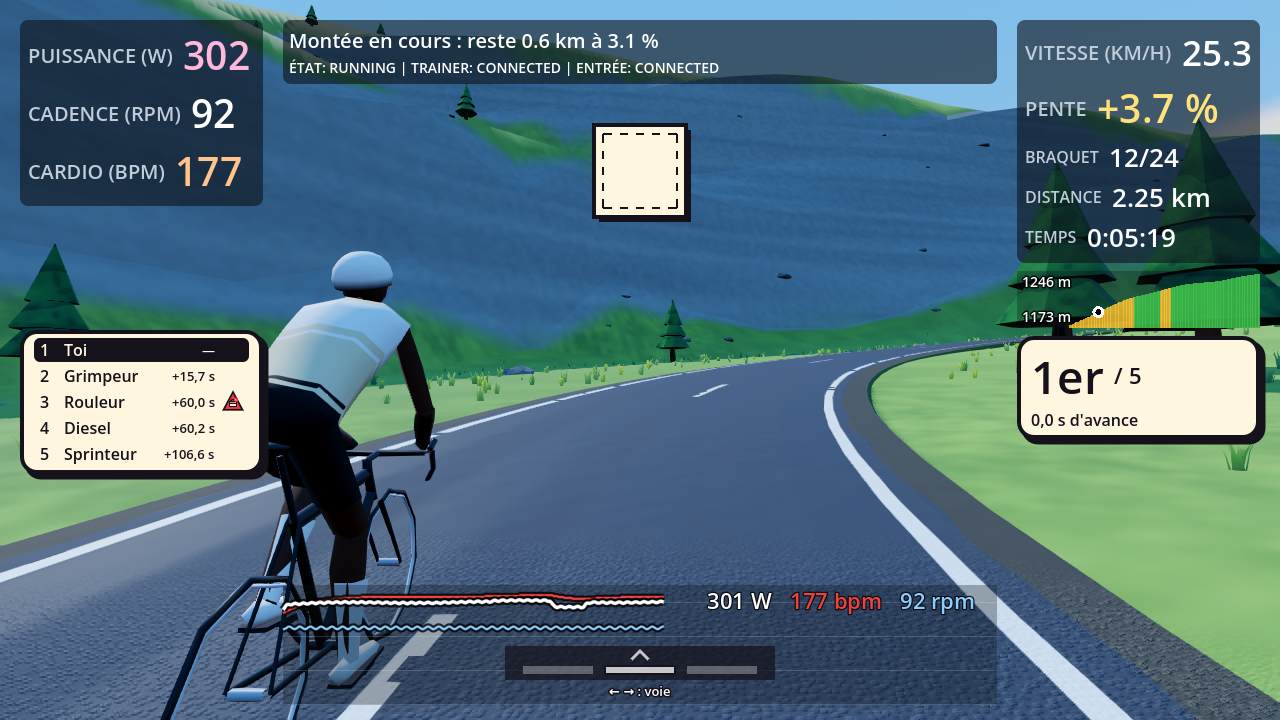 PUISSANCE (W) 302
CADENCE (RPM) 92
CARDIO (BPM) 177
Montée en cours : reste 0.6 km à 3.1 %
ÉTAT: RUNNING | TRAINER: CONNECTED | ENTRÉE: CONNECTED
VITESSE (KM/H) 25.3
PENTE +3.7 %
BRAQUET 12/24
DISTANCE 2.25 km
TEMPS 0:05:19
1246 m
1173 m
1 Toi —
2 Grimpeur +15,7 s
3 Rouleur +60,0 s
4 Diesel +60,2 s
5 Sprinteur +106,6 s
1er / 5
0,0 s d'avance
301 W 177 bpm 92 rpm
← → : voie